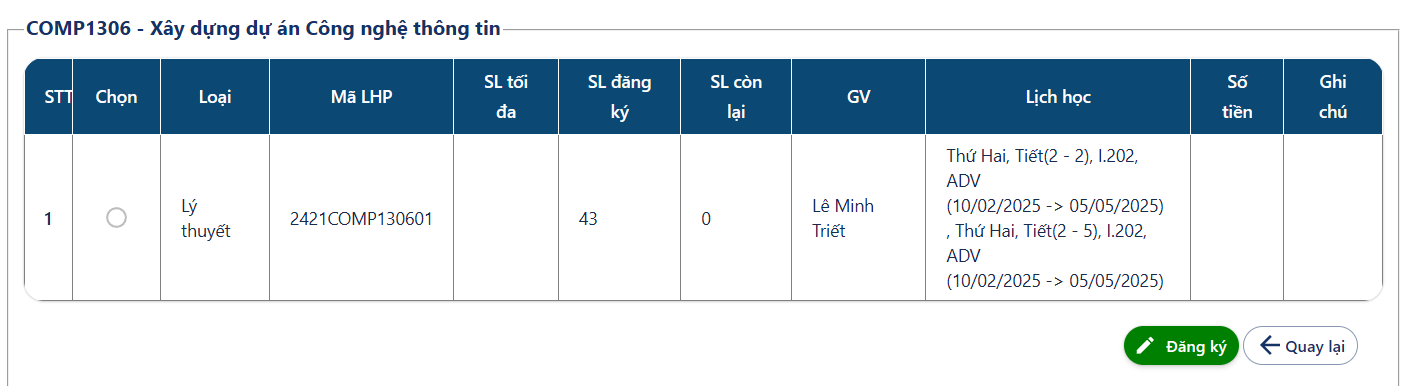 COMP1306 - Xây dựng dự án Công nghệ thông tin
STT Chọn Loại Mã LHP SL tối đa SL đăng ký SL còn lại GV Lịch học Số tiền Ghi chú
1 Lý thuyết 2421COMP130601 43 0 Lê Minh Triết
Thứ Hai, Tiết(2 - 2), I.202,
ADV
(10/02/2025 -> 05/05/2025)
, Thứ Hai, Tiết(2 - 5), I.202,
ADV
(10/02/2025 -> 05/05/2025)
Đăng ký Quay lại